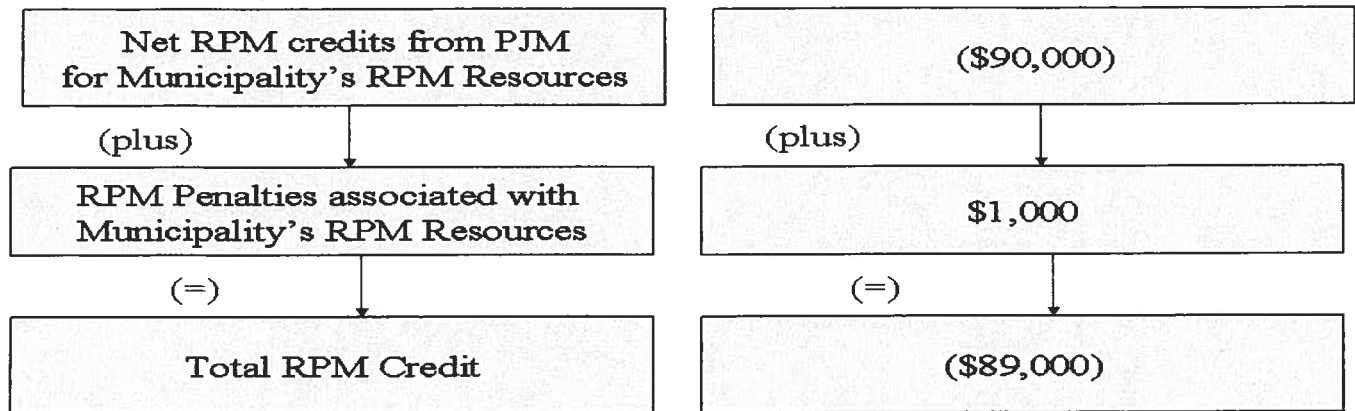 Net RPM credits from PJM
for Municipality's RPM Resources
($90,000)
(plus)
(plus)
RPM Penalties associated with
Municipality's RPM Resources
$1,000
(=)
(=)
Total RPM Credit
($89,000)